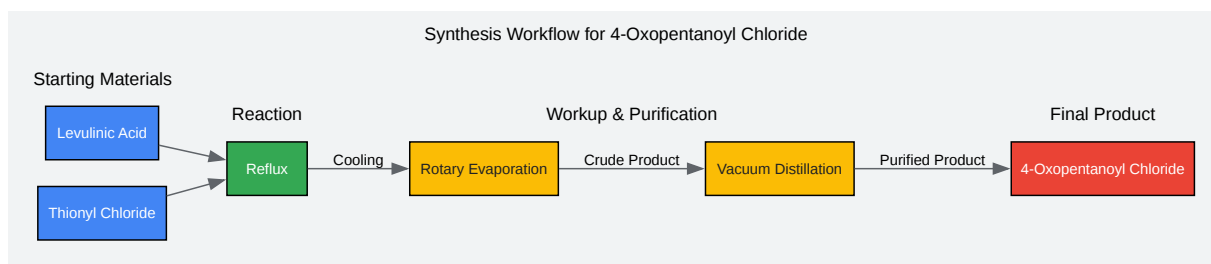 Synthesis Workflow for 4-Oxopentanoyl Chloride
Starting Materials
Levulinic Acid
Thionyl Chloride
Reaction
Reflux
Cooling
Workup & Purification
Rotary Evaporation
Crude Product
Vacuum Distillation
Purified Product
Final Product
4-Oxopentanoyl Chloride